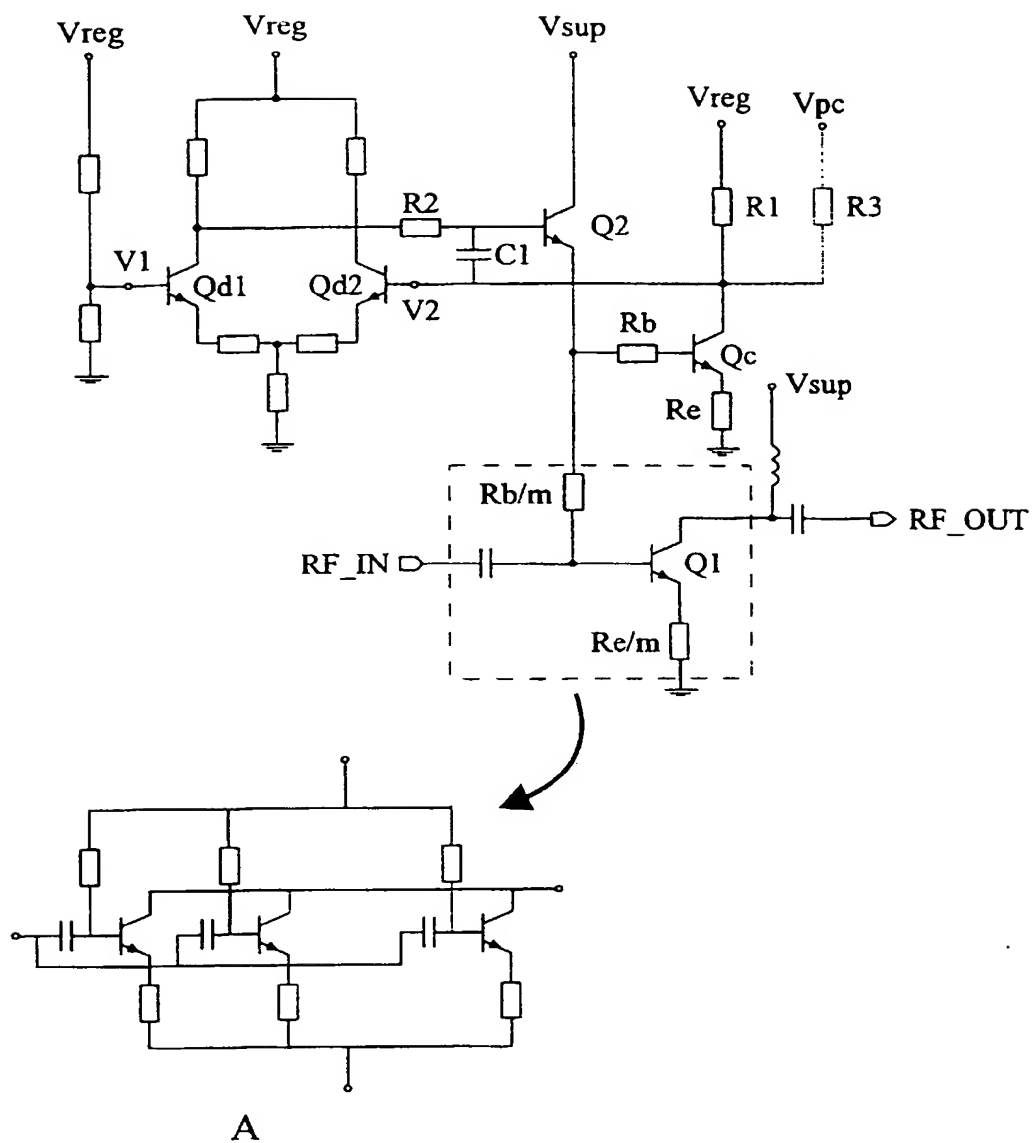 Vreg
Vreg
Vsup
Vreg
Vpc
R2
Q2
R1
R3
V1
Qd1
Qd2
C1
V2
Rb
Qc
Re
Vsup
Rb/m
RF_IN
Q1
RF_OUT
Re/m
A